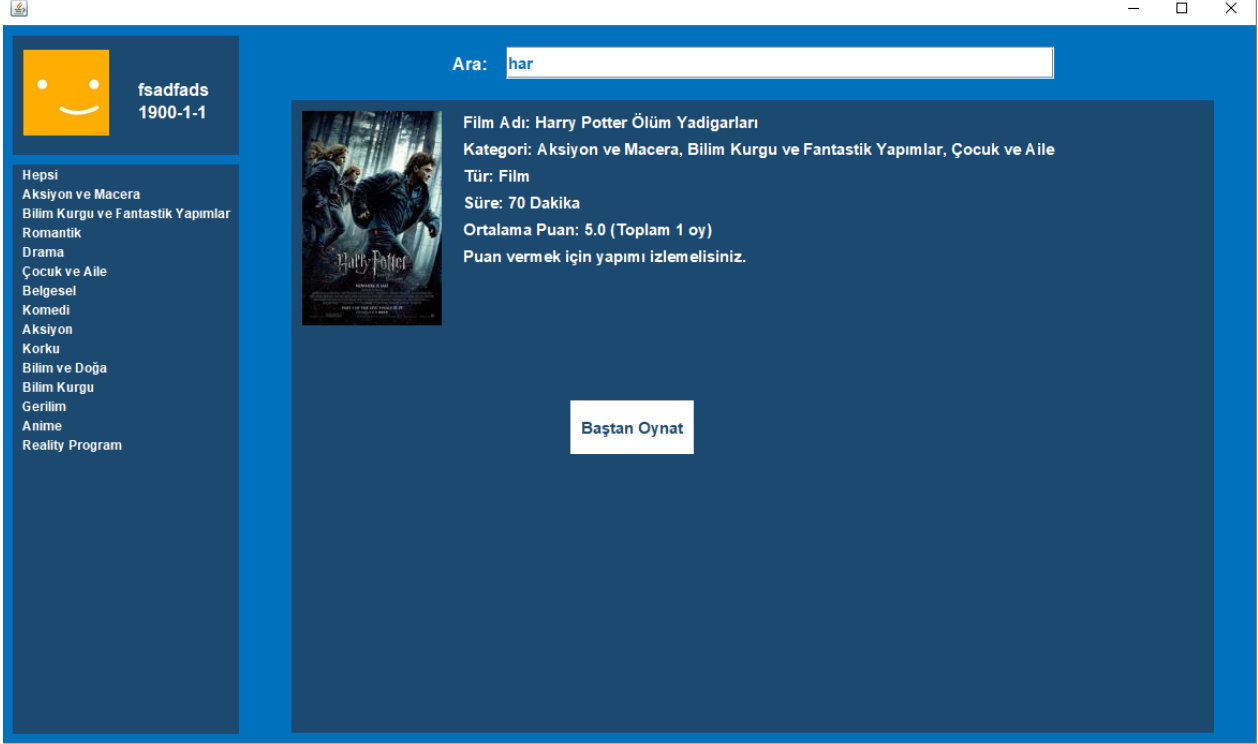 fsadfads
1900-1-1
Hepsi
Aksiyon ve Macera
Bilim Kurgu ve Fantastik Yapımlar
Romantik
Drama
Çocuk ve Aile
Belgesel
Komedi
Aksiyon
Korku
Bilim ve Doğa
Bilim Kurgu
Gerilim
Anime
Reality Program
Ara: har
Harry Potter
Film Adı: Harry Potter Ölüm Yadigarları
Kategori: Aksiyon ve Macera, Bilim Kurgu ve Fantastik Yapımlar, Çocuk ve Aile
Tür: Film
Süre: 70 Dakika
Ortalama Puan: 5.0 (Toplam 1 oy)
Puan vermek için yapımı izlemelisiniz.
Baştan Oynat